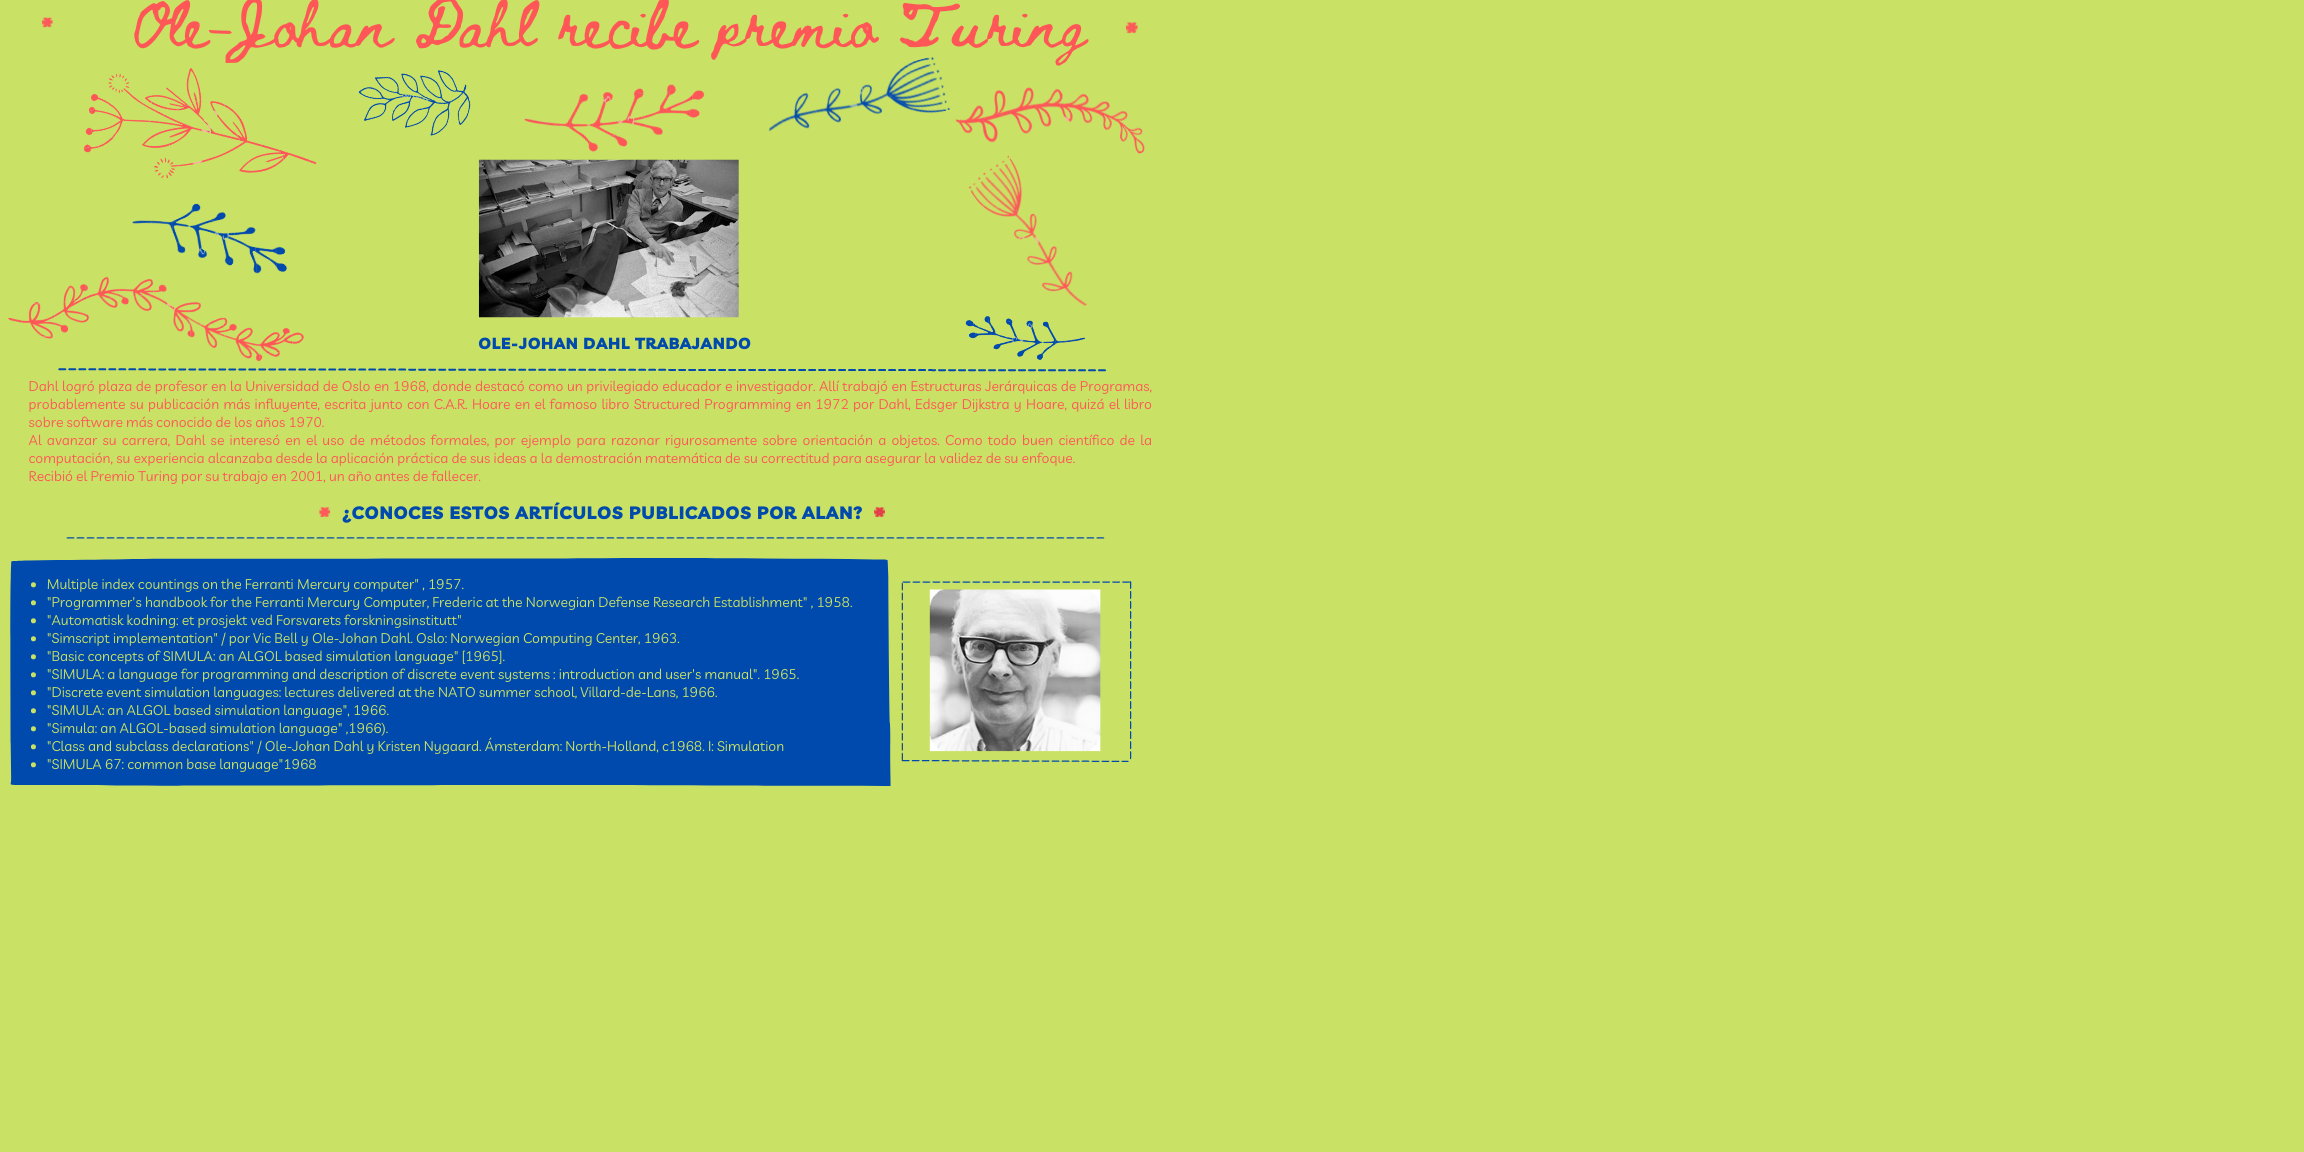 Ole-Johan Dahl recibe premio Turing
OLE-JOHAN DAHL TRABAJANDO
Dahl logró plaza de profesor en la Universidad de Oslo en 1968, donde destacó como un privilegiado educador e investigador. Allí trabajó en Estructuras Jerárquicas de Programas,
probablemente su publicación más influyente, escrita junto con C.A.R. Hoare en el famoso libro Structured Programming en 1972 por Dahl, Edsger Dijkstra y Hoare, quizá el libro
sobre software más conocido de los años 1970.
Al avanzar su carrera, Dahl se interesó en el uso de métodos formales, por ejemplo para razonar rigurosamente sobre orientación a objetos. Como todo buen científico de la
computación, su experiencia alcanzaba desde la aplicación práctica de sus ideas a la demostración matemática de su correctitud para asegurar la validez de su enfoque.
Recibió el Premio Turing por su trabajo en 2001, un año antes de fallecer.
¿CONOCES ESTOS ARTÍCULOS PUBLICADOS POR ALAN?
Multiple index countings on the Ferranti Mercury computer" , 1957.
"Programmer's handbook for the Ferranti Mercury Computer, Frederic at the Norwegian Defense Research Establishment" , 1958.
"Automatisk kodning: et prosjekt ved Forsvarets forskningsinstitutt"
"Simscript implementation" / por Vic Bell y Ole-Johan Dahl. Oslo: Norwegian Computing Center, 1963.
"Basic concepts of SIMULA: an ALGOL based simulation language" [1965].
"SIMULA: a language for programming and description of discrete event systems : introduction and user's manual". 1965.
"Discrete event simulation languages: lectures delivered at the NATO summer school, Villard-de-Lans, 1966.
"SIMULA: an ALGOL based simulation language", 1966.
"Simula: an ALGOL-based simulation language" ,1966).
"Class and subclass declarations" / Ole-Johan Dahl y Kristen Nygaard. Ámsterdam: North-Holland, c1968. I: Simulation
"SIMULA 67: common base language"1968